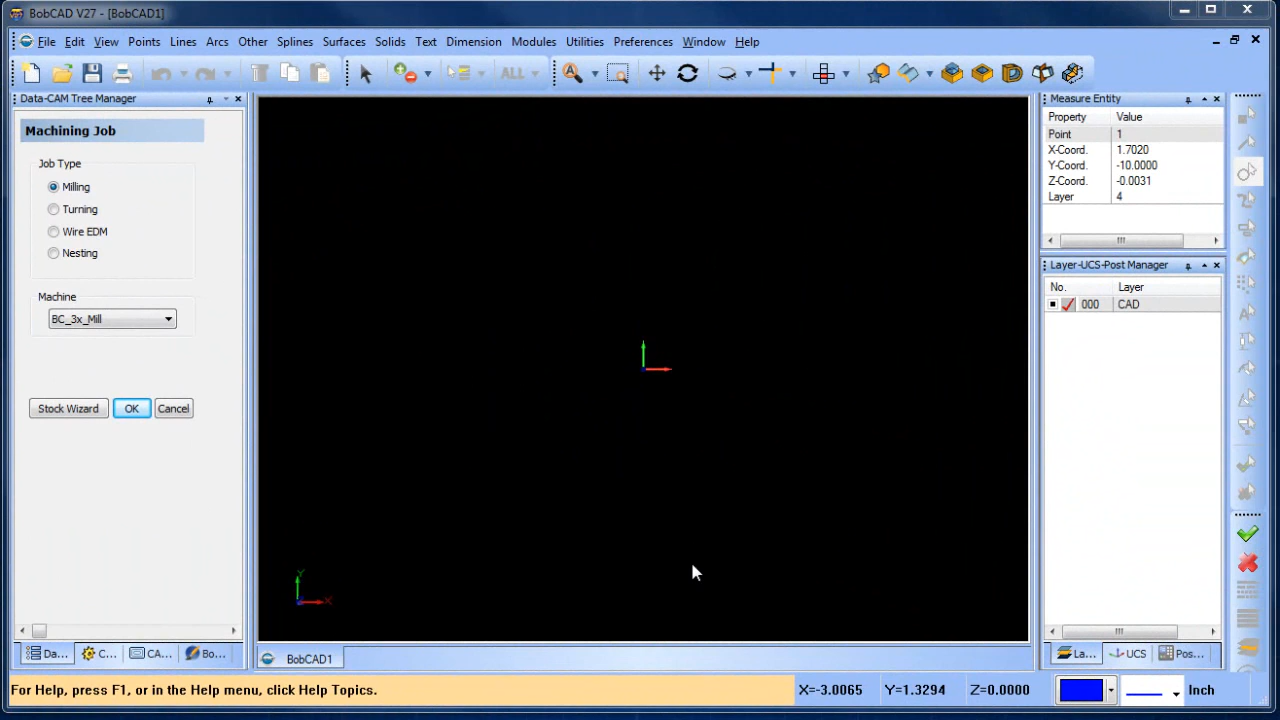 BobCAD V27 - [BobCAD1]
File Edit View Points Lines Arcs Other Splines Surfaces Solids Text Dimension Modules Utilities Preferences Window Help
ALL
Data-CAM Tree Manager
Machining Job
Job Type
Milling
Turning
Wire EDM
Nesting
Machine
BC_3x_Mill
Stock Wizard OK Cancel
Da... C... CA... Bo...
Y
X
BobCAD1
Measure Entity
Property Value
Point 1
X-Coord. 1.7020
Y-Coord. -10.0000
Z-Coord. -0.0031
Layer 4
Layer-UCS-Post Manager
No. Layer
000 CAD
La... UCS Pos...
For Help, press F1, or in the Help menu, click Help Topics.
X=-3.0065 Y=1.3294 Z=0.0000 Inch